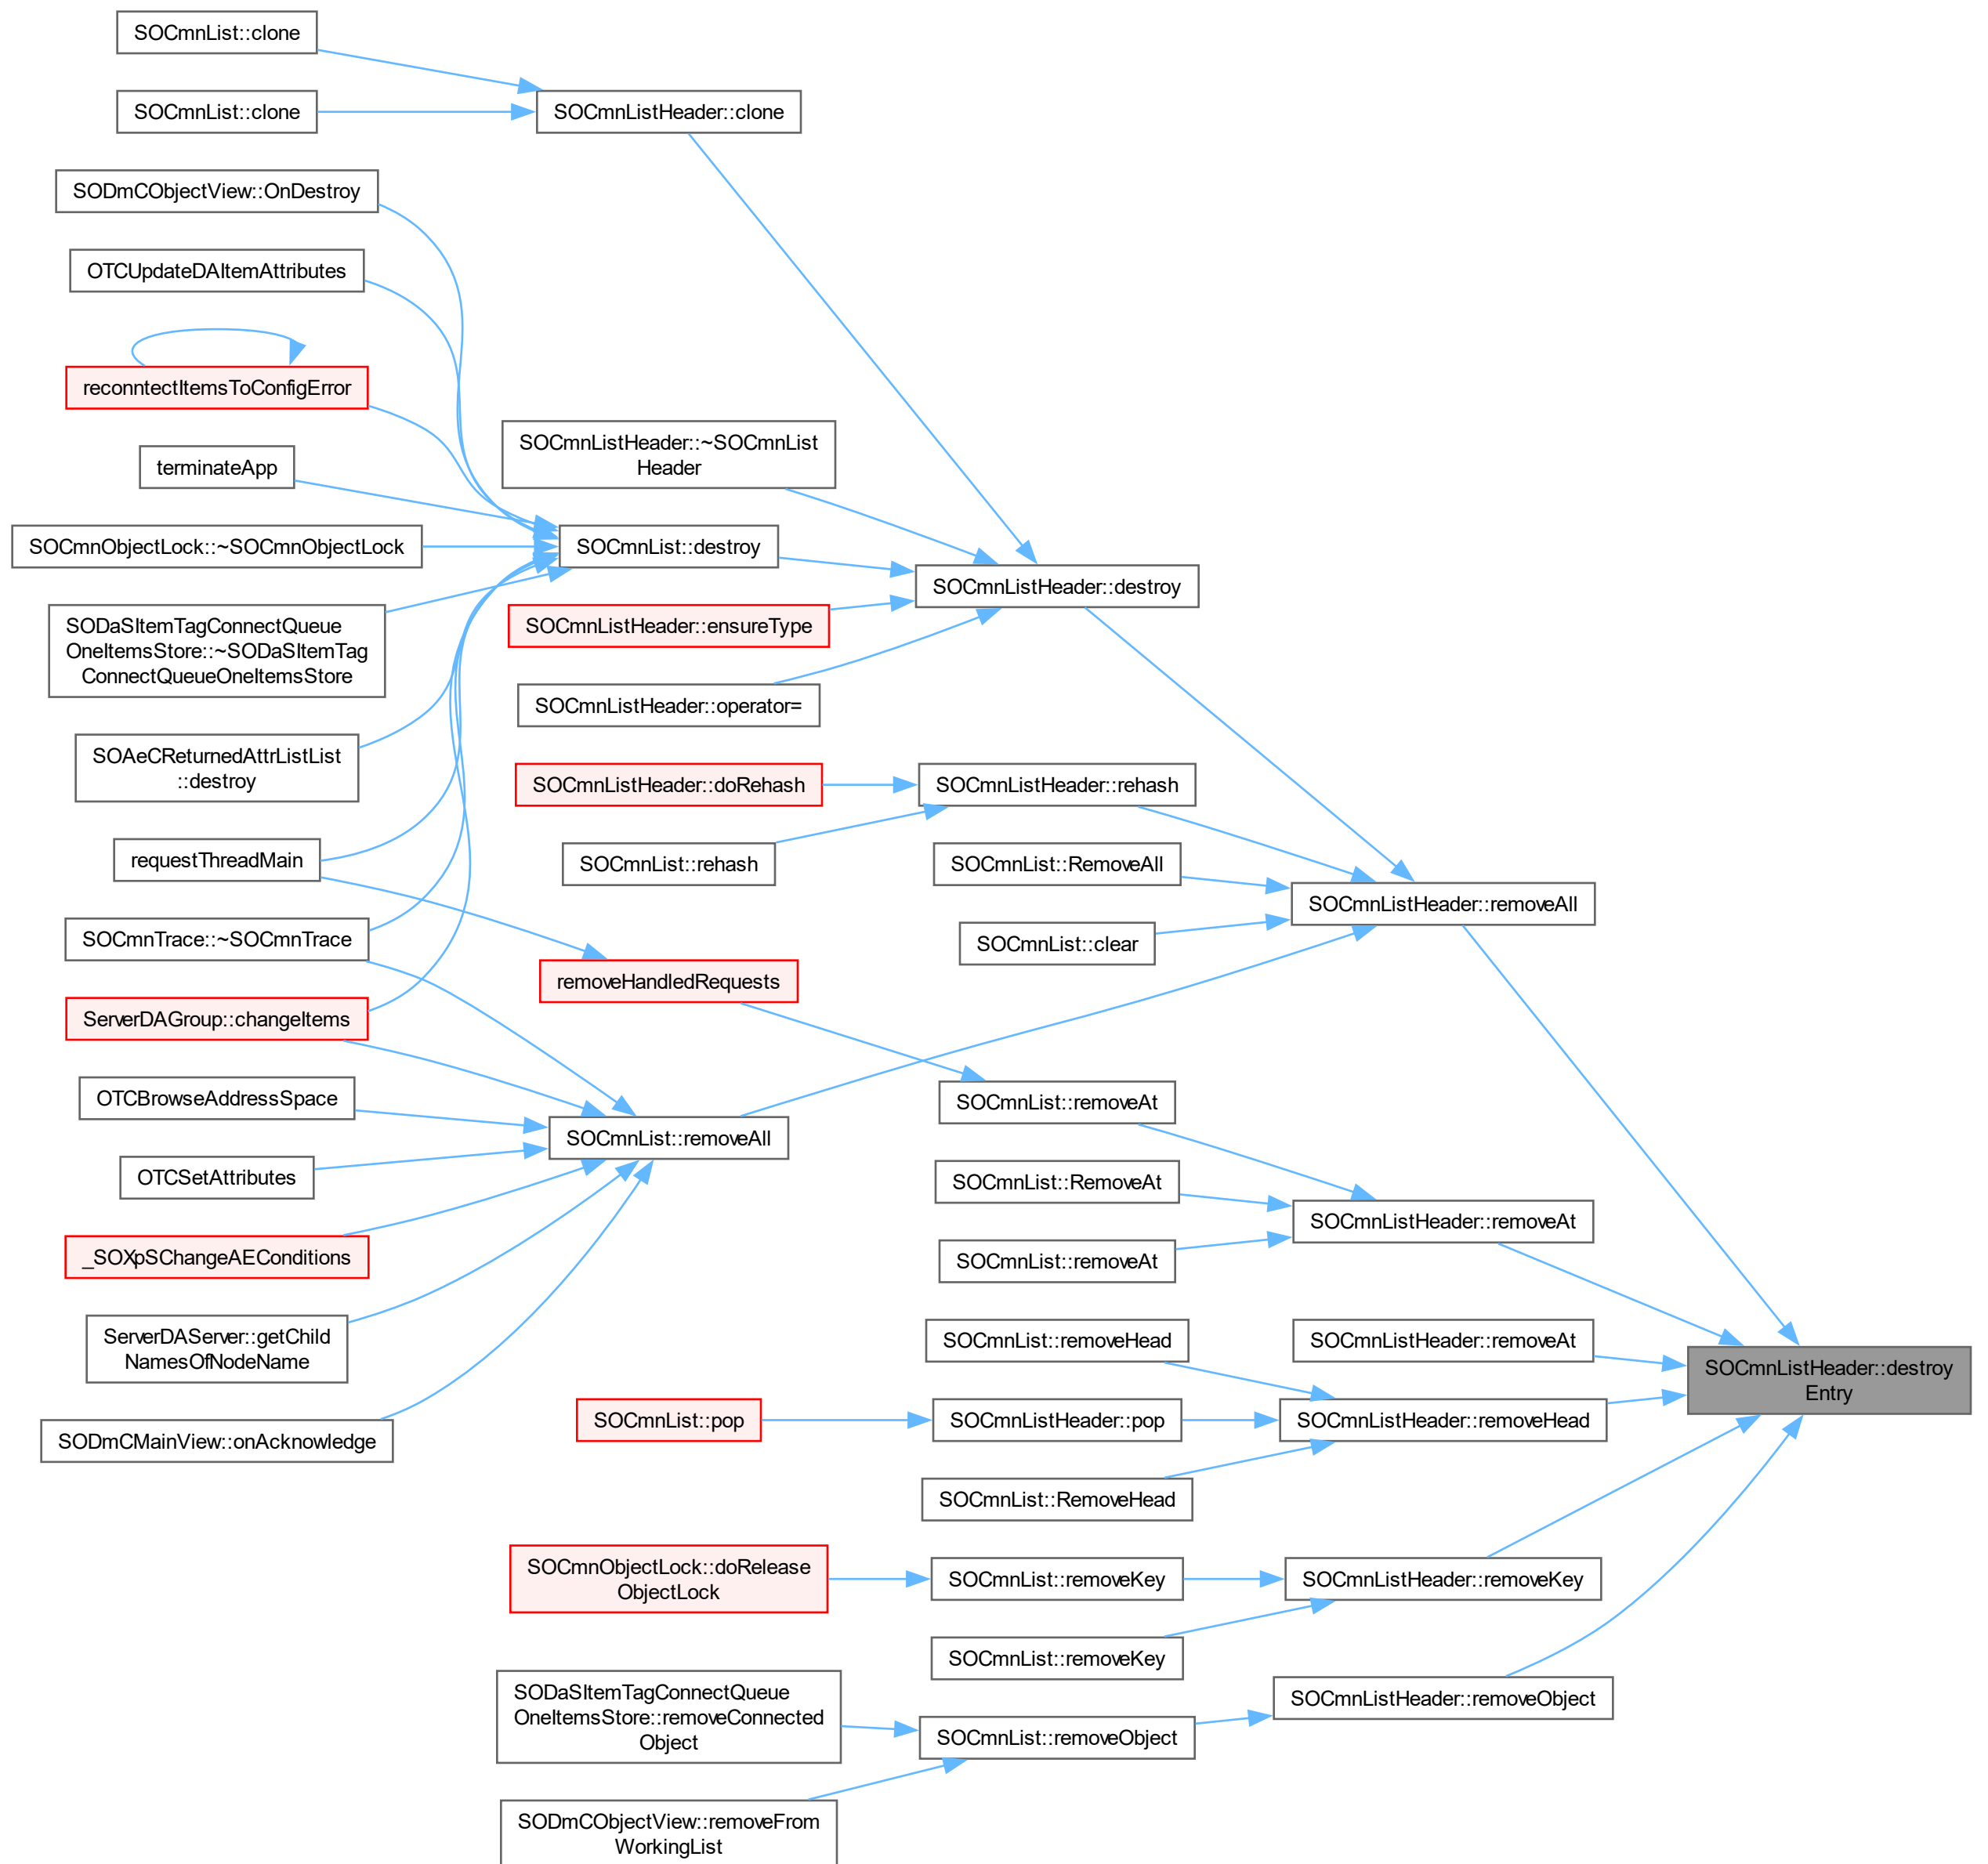 SOCmnList::clone
SOCmnList::clone
SOCmnListHeader::clone
SODmCObjectView::OnDestroy
OTCUpdateDAItemAttributes
reconntectItemsToConfigError
terminateApp
SOCmnObjectLock::~SOCmnObjectLock
SODaSItemTagConnectQueue
OneItemsStore::~SODaSItemTag
ConnectQueueOneItemsStore
SOAeCReturnedAttrListList
::destroy
requestThreadMain
SOCmnTrace::~SOCmnTrace
ServerDAGroup::changeItems
OTCBrowseAddressSpace
OTCSetAttributes
_SOXpSChangeAEConditions
ServerDAServer::getChild
NamesOfNodeName
SODmCMainView::onAcknowledge
SOCmnListHeader::~SOCmnList
Header
SOCmnList::destroy
SOCmnListHeader::ensureType
SOCmnListHeader::operator=
SOCmnListHeader::doRehash
SOCmnList::rehash
removeHandledRequests
SOCmnList::removeAll
SOCmnList::pop
SOCmnObjectLock::doRelease
ObjectLock
SODaSItemTagConnectQueue
OneItemsStore::removeConnected
Object
SODmCObjectView::removeFrom
WorkingList
SOCmnListHeader::destroy
SOCmnListHeader::rehash
SOCmnList::RemoveAll
SOCmnList::clear
SOCmnList::removeAt
SOCmnList::RemoveAt
SOCmnList::removeAt
SOCmnList::removeHead
SOCmnListHeader::pop
SOCmnList::RemoveHead
SOCmnList::removeKey
SOCmnList::removeKey
SOCmnList::removeObject
SOCmnListHeader::removeAll
SOCmnListHeader::removeAt
SOCmnListHeader::removeAt
SOCmnListHeader::removeHead
SOCmnListHeader::removeKey
SOCmnListHeader::removeObject
SOCmnListHeader::destroy
Entry